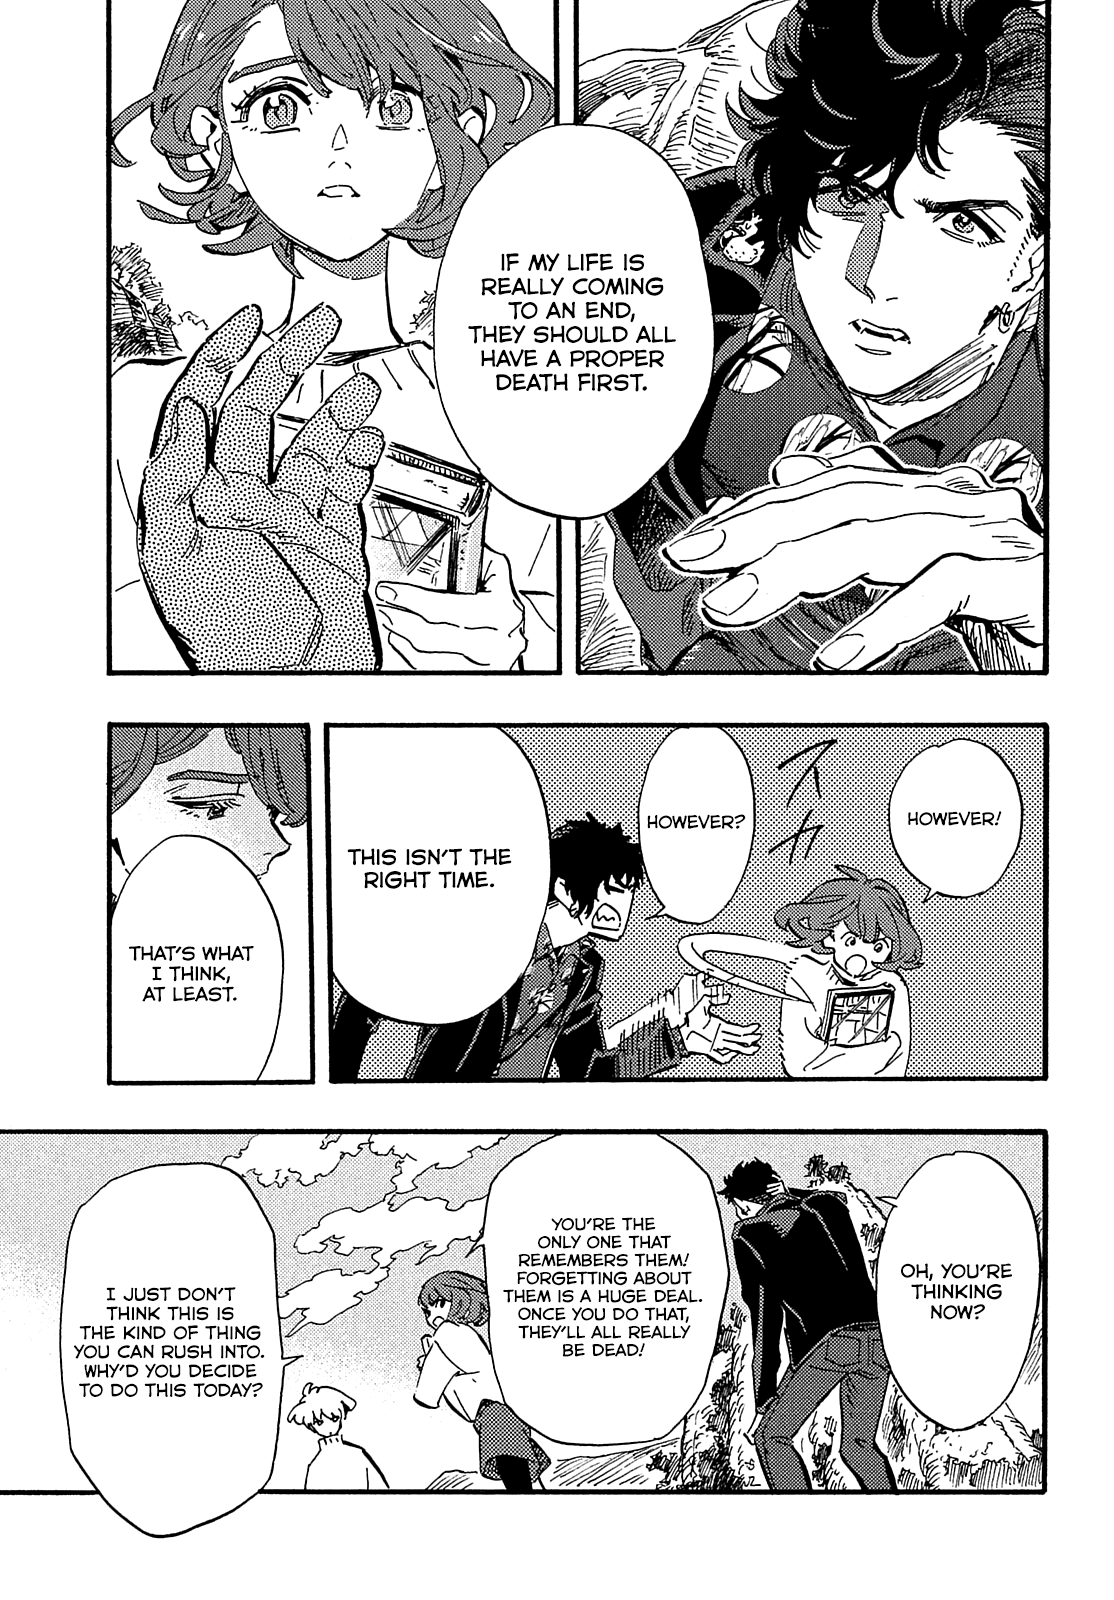 IF MY LIFE IS
REALLY COMING
TO AN END,
THEY SHOULD ALL
HAVE A PROPER
DEATH FIRST.
HOWEVER!
スカ
HOWEVER?
THIS ISN'T THE
RIGHT TIME.
THAT'S WHAT
I THINK,
AT LEAST.
OH, YOU'RE
THINKING
NOW?
YOU'RE THE
ONLY ONE THAT
REMEMBERS THEM!
FORGETTING ABOUT
THEM IS A HUGE DEAL.
ONCE YOU DO THAT,
THEY'LL ALL REALLY
BE DEAD!
I JUST DON'T
THINK THIS IS
THE KIND OF THING
YOU CAN RUSH INTO.
WHY'D YOU DECIDE
TO DO THIS TODAY?